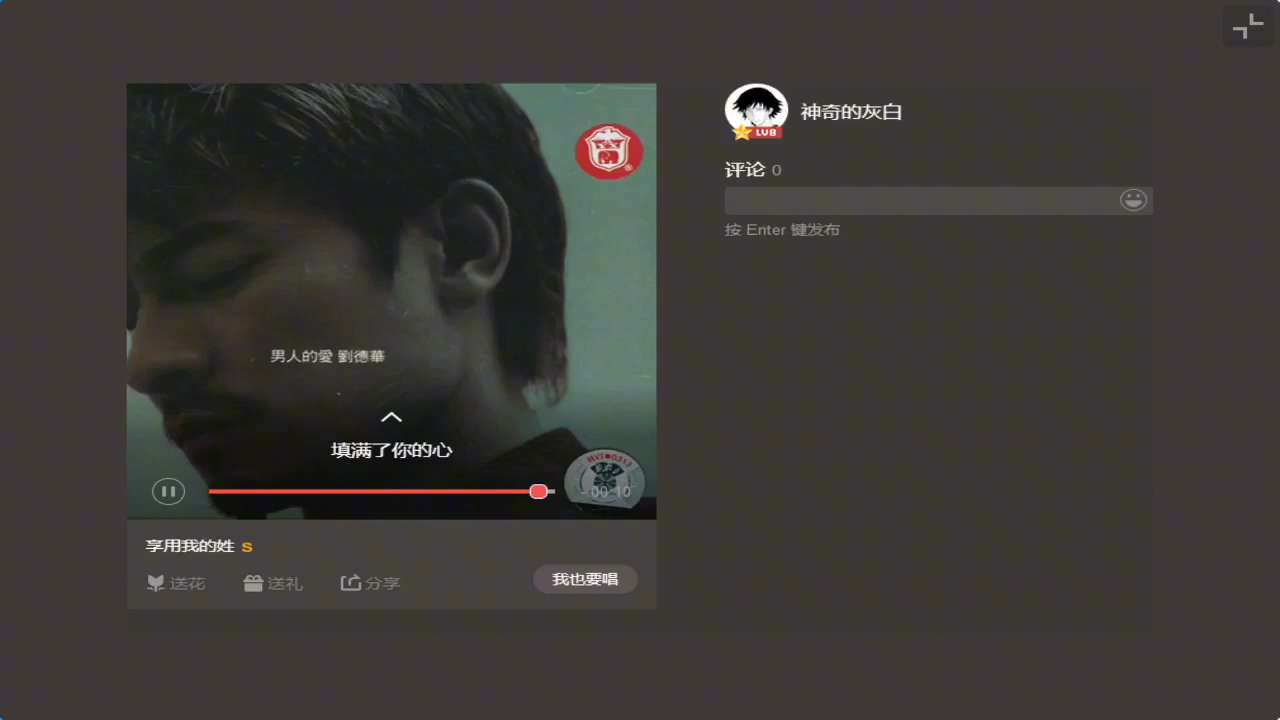 神奇的灰白
LV8
评论 0
按 Enter 键发布
男人的愛 劉德華
填满了你的心
- 00:10
享用我的姓 S
送花
送礼
分享
我也要唱